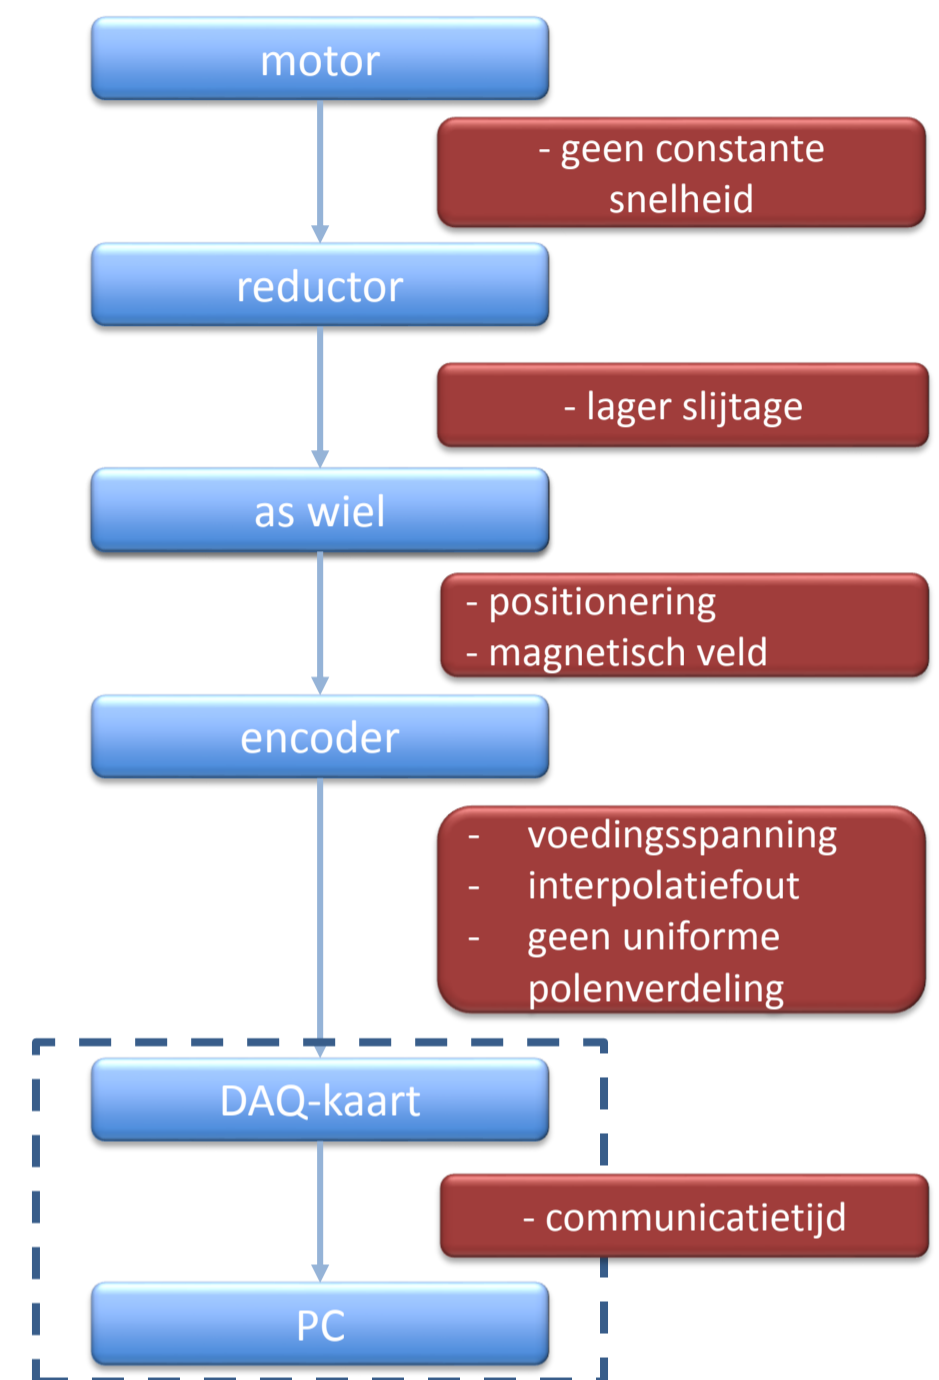 motor
- geen constante
snelheid
reductor
- lager slijtage
as wiel
- positionering
- magnetisch veld
encoder
- voedingsspanning
- interpolatiefout
- geen uniforme
polenverdeling
DAQ-kaart
- communicatietijd
PC